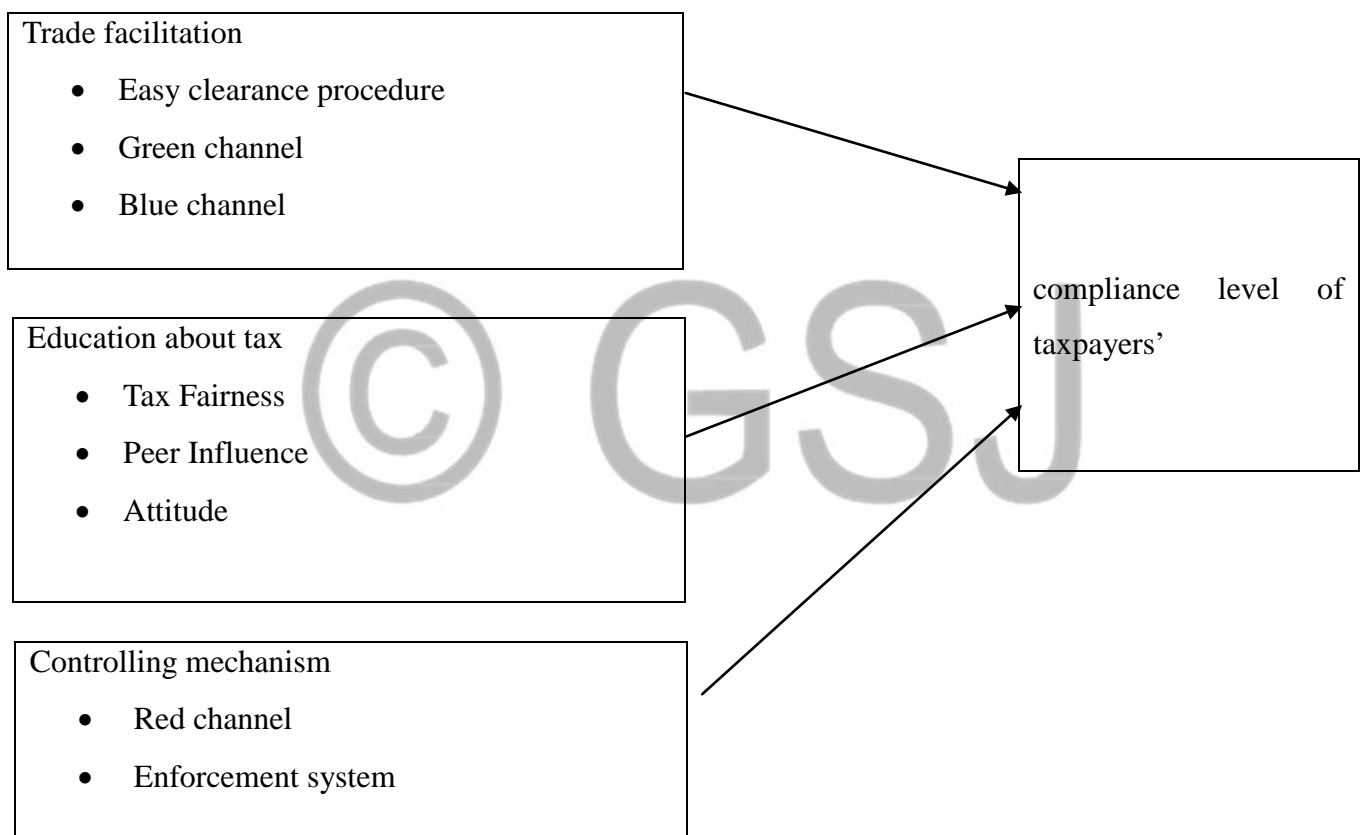 Trade facilitation
• Easy clearance procedure
• Green channel
• Blue channel
Education about tax
• Tax Fairness
• Peer Influence
• Attitude
Controlling mechanism
• Red channel
• Enforcement system
compliance level of
taxpayers’
© GSJ